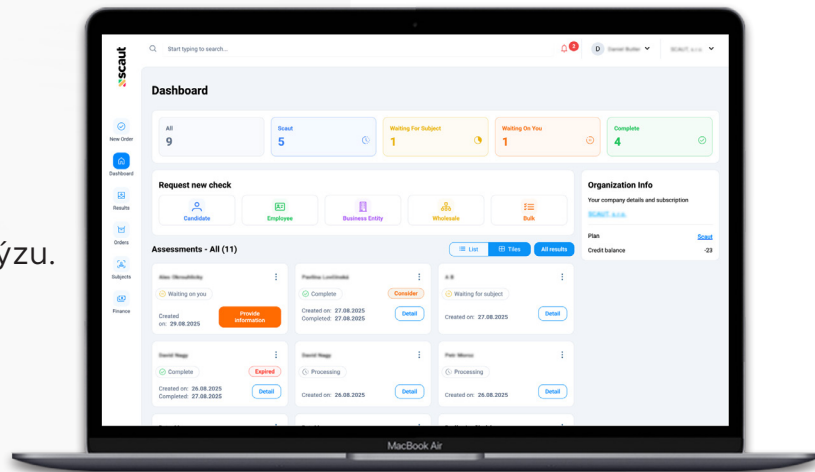 ýzu.
scaut
Start typing to search...
2
D
Dashboard
All
9
Scaut
5
Waiting For Subject
1
Waiting On You
1
Complete
4
New Order
Dashboard
Results
Orders
Subjects
Finance
Request new check
Candidate
Employee
Business Entity
Wholesale
Bulk
Organization Info
Your company details and subscription
SCAUT, s.r.o.
Plan
Scaut
Credit balance
-23
Assessments - All (11)
List
Tiles
All results
Waiting on you
Created
on: 29.08.2025
Provide
information
Complete
Consider
Created on: 27.08.2025
Completed: 27.08.2025
Detail
A B
Waiting for subject
Created on: 27.08.2025
Detail
David Nagy
Complete
Expired
Created on: 26.08.2025
Completed: 27.08.2025
Detail
David Nagy
Processing
Created on: 26.08.2025
Detail
Processing
Created on: 26.08.2025
Detail
MacBook Air